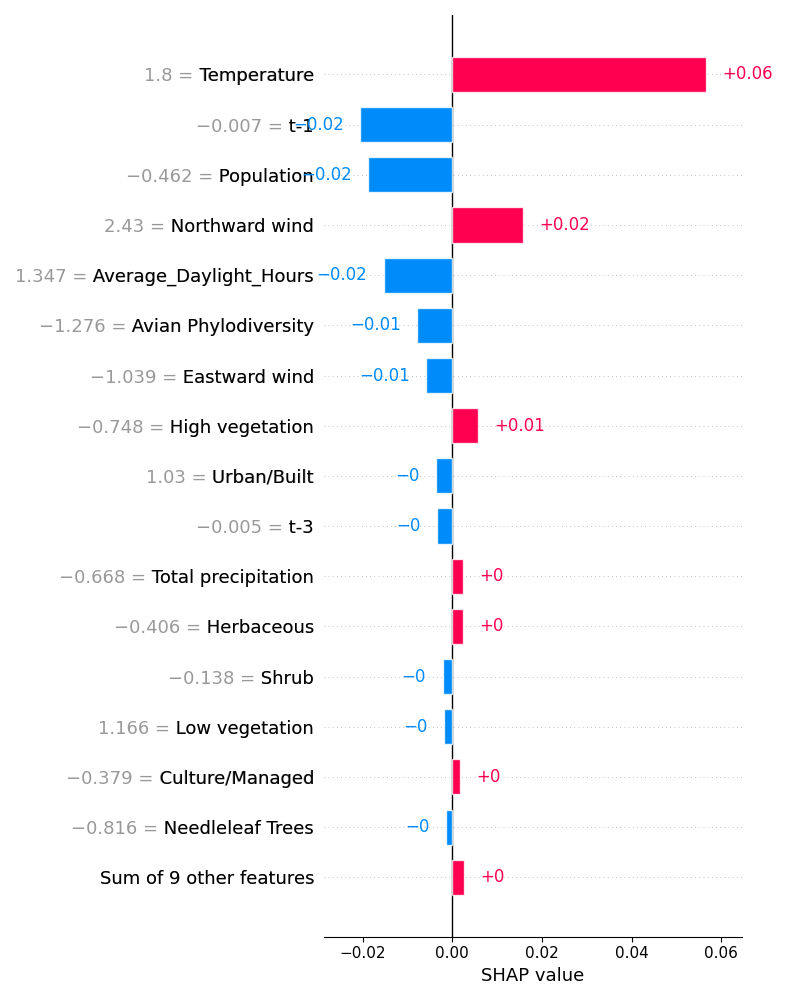 1.8 = Temperature +0.06
−0.007 = t-1 −0.02
−0.462 = Population −0.02
2.43 = Northward wind +0.02
1.347 = Average_Daylight_Hours −0.02
−1.276 = Avian Phylodiversity −0.01
−1.039 = Eastward wind −0.01
−0.748 = High vegetation +0.01
1.03 = Urban/Built −0
−0.005 = t-3 −0
−0.668 = Total precipitation +0
−0.406 = Herbaceous +0
−0.138 = Shrub −0
1.166 = Low vegetation −0
−0.379 = Culture/Managed +0
−0.816 = Needleleaf Trees −0
Sum of 9 other features +0
−0.02 0.00 0.02 0.04 0.06
SHAP value